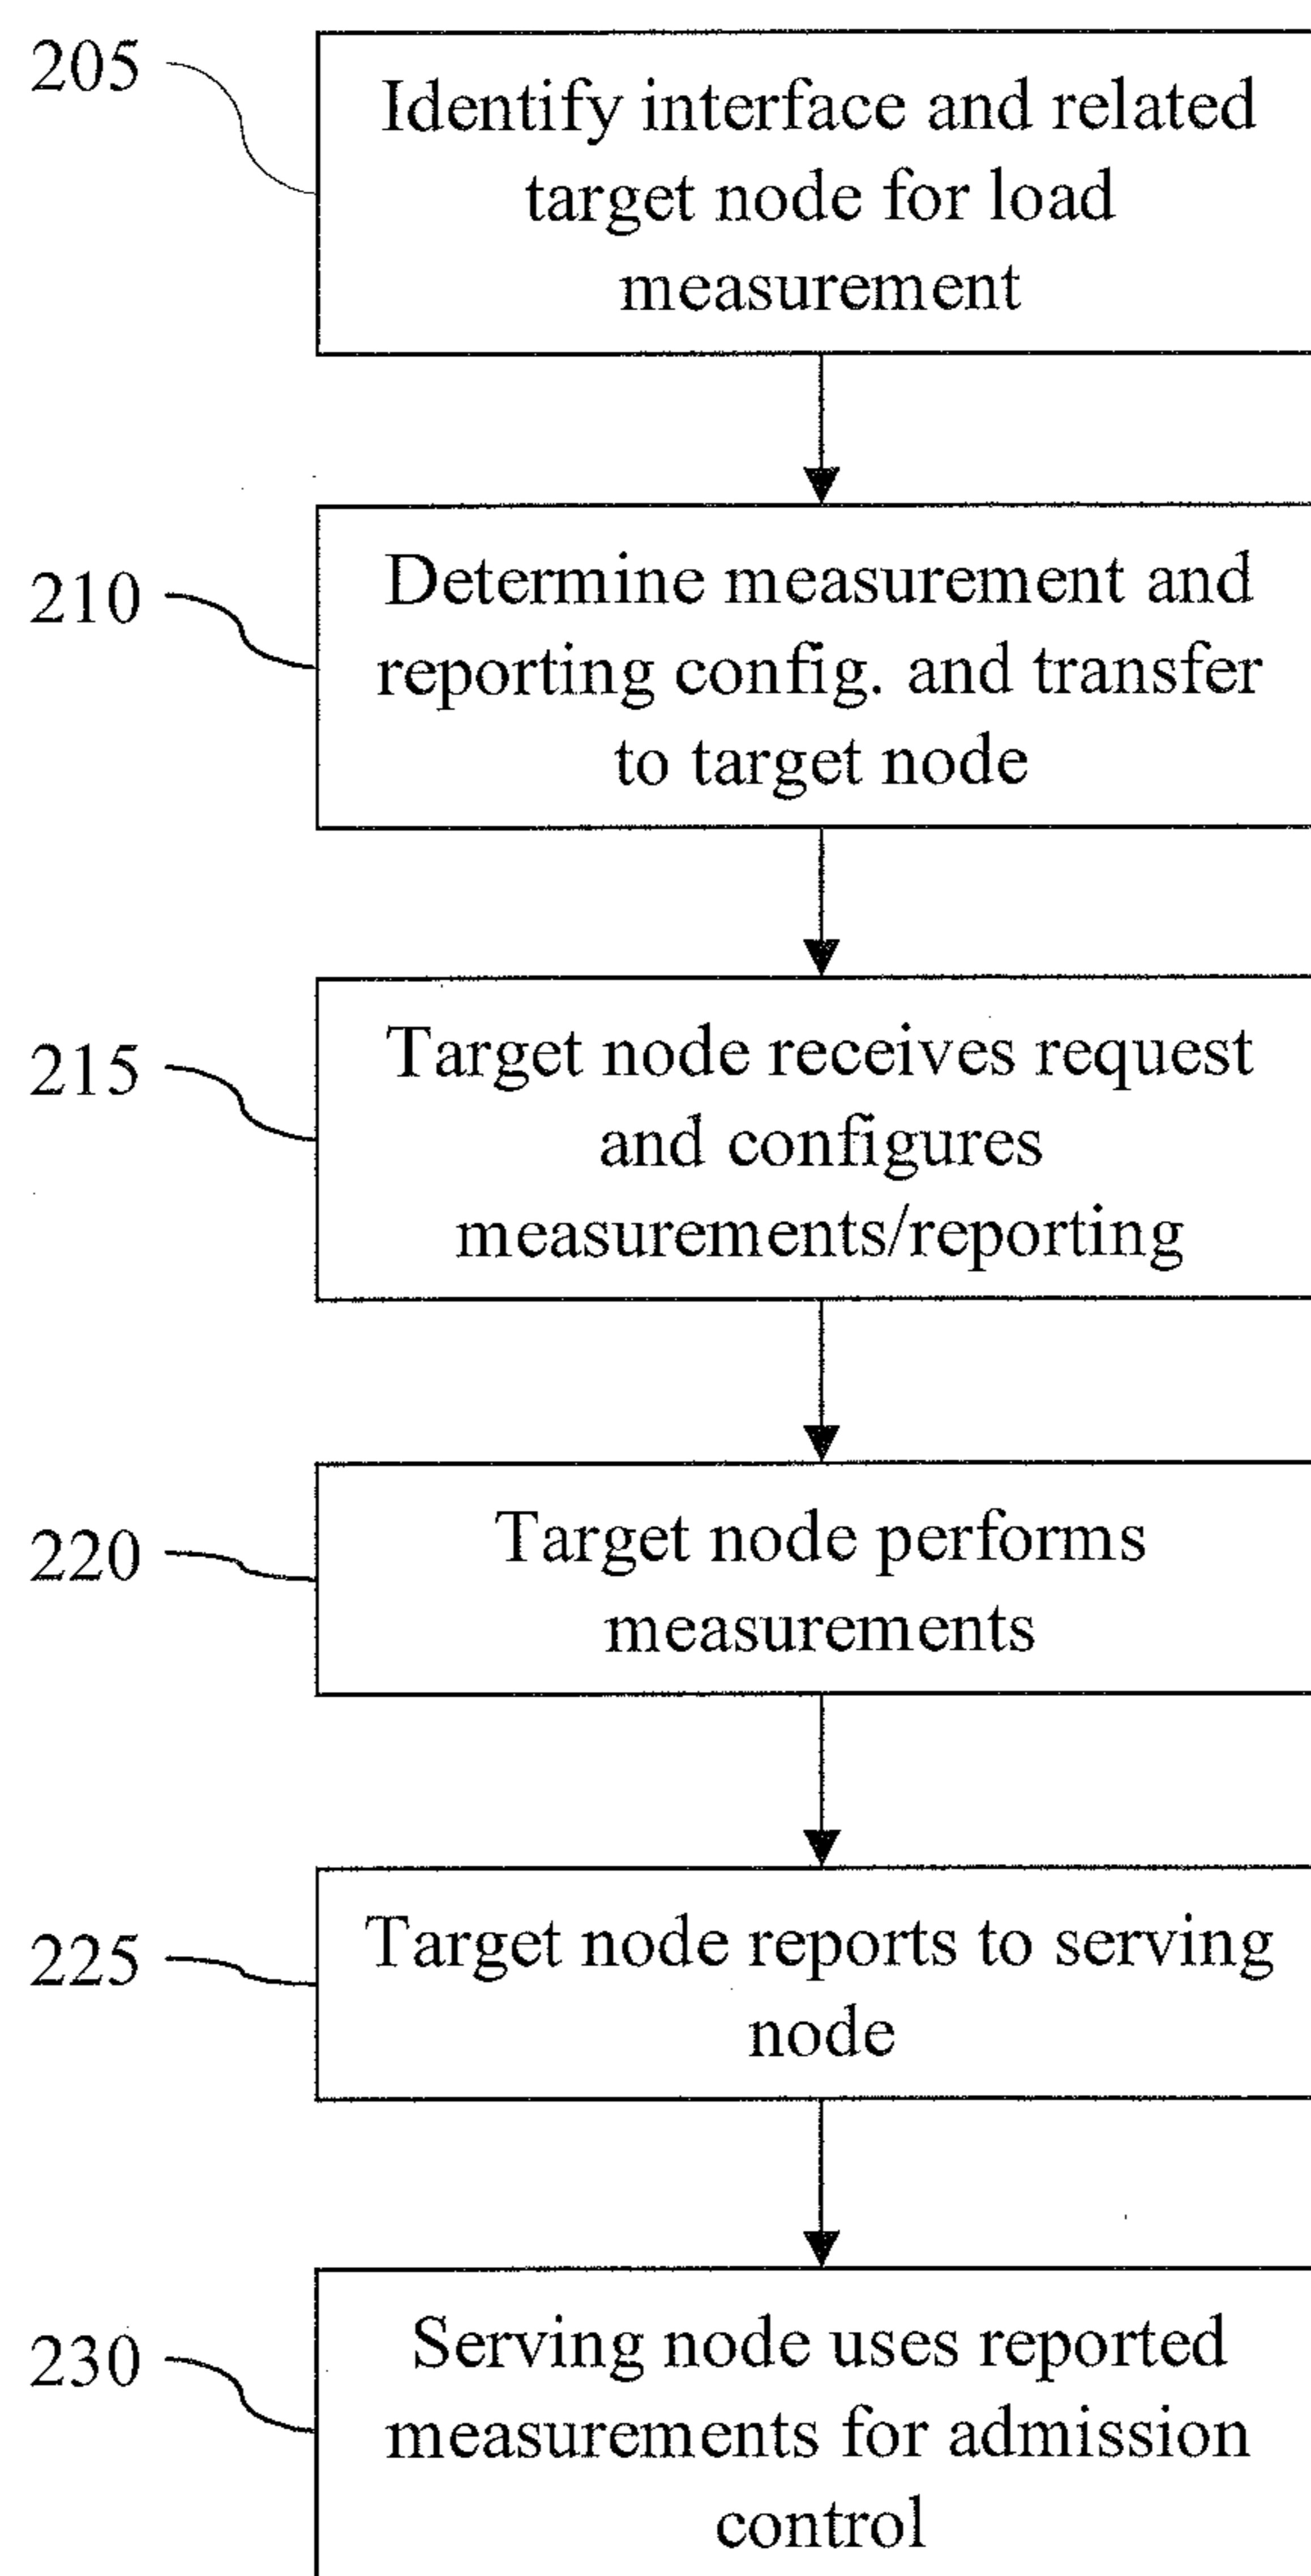 205
Identify interface and related
target node for load
measurement
210
Determine measurement and
reporting config. and transfer
to target node
215
Target node receives request
and configures
measurements/reporting
220
Target node performs
measurements
225
Target node reports to serving
node
230
Serving node uses reported
measurements for admission
control